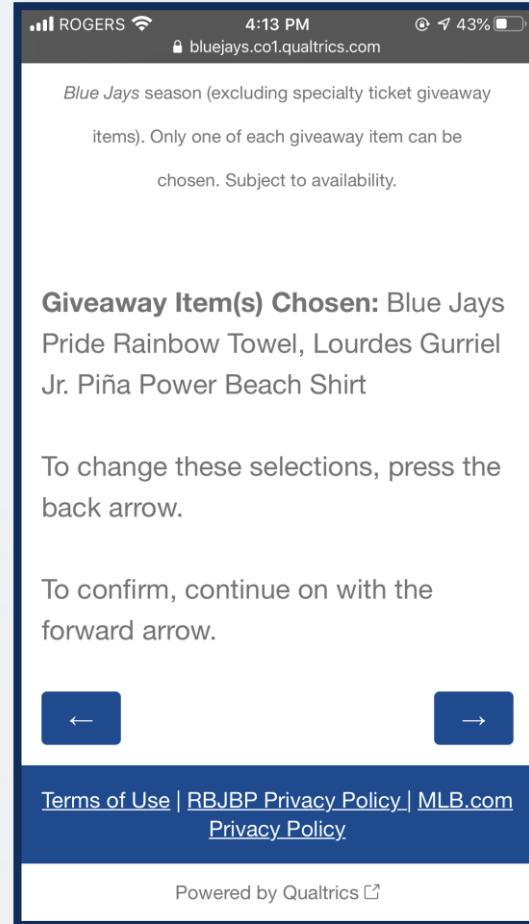 ROGERS 4:13 PM 43%
bluejays.co1.qualtrics.com
Blue Jays season (excluding specialty ticket giveaway
items). Only one of each giveaway item can be
chosen. Subject to availability.
Giveaway Item(s) Chosen: Blue Jays
Pride Rainbow Towel, Lourdes Gurriel
Jr. Piña Power Beach Shirt
To change these selections, press the
back arrow.
To confirm, continue on with the
forward arrow.
← →
Terms of Use | RBJBP Privacy Policy | MLB.com
Privacy Policy
Powered by Qualtrics